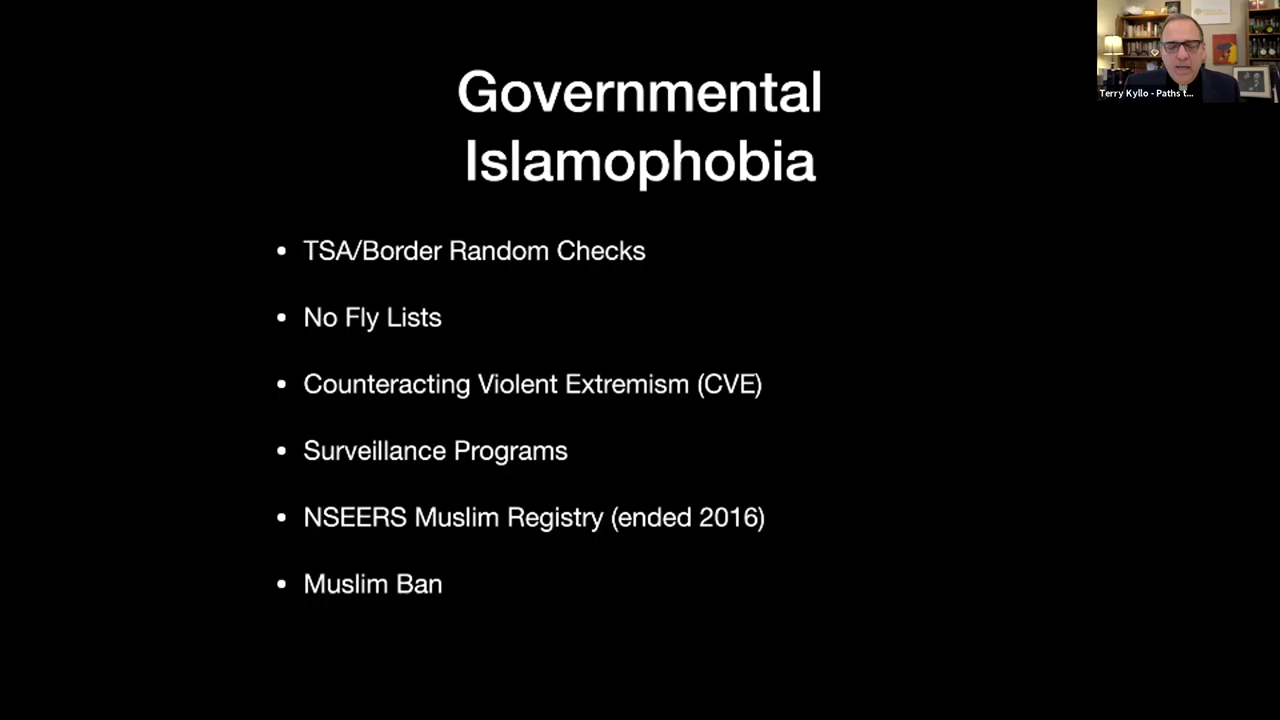 Governmental
Islamophobia
• TSA/Border Random Checks
• No Fly Lists
• Counteracting Violent Extremism (CVE)
• Surveillance Programs
• NSEERS Muslim Registry (ended 2016)
• Muslim Ban
Terry Kyllo - Paths t...